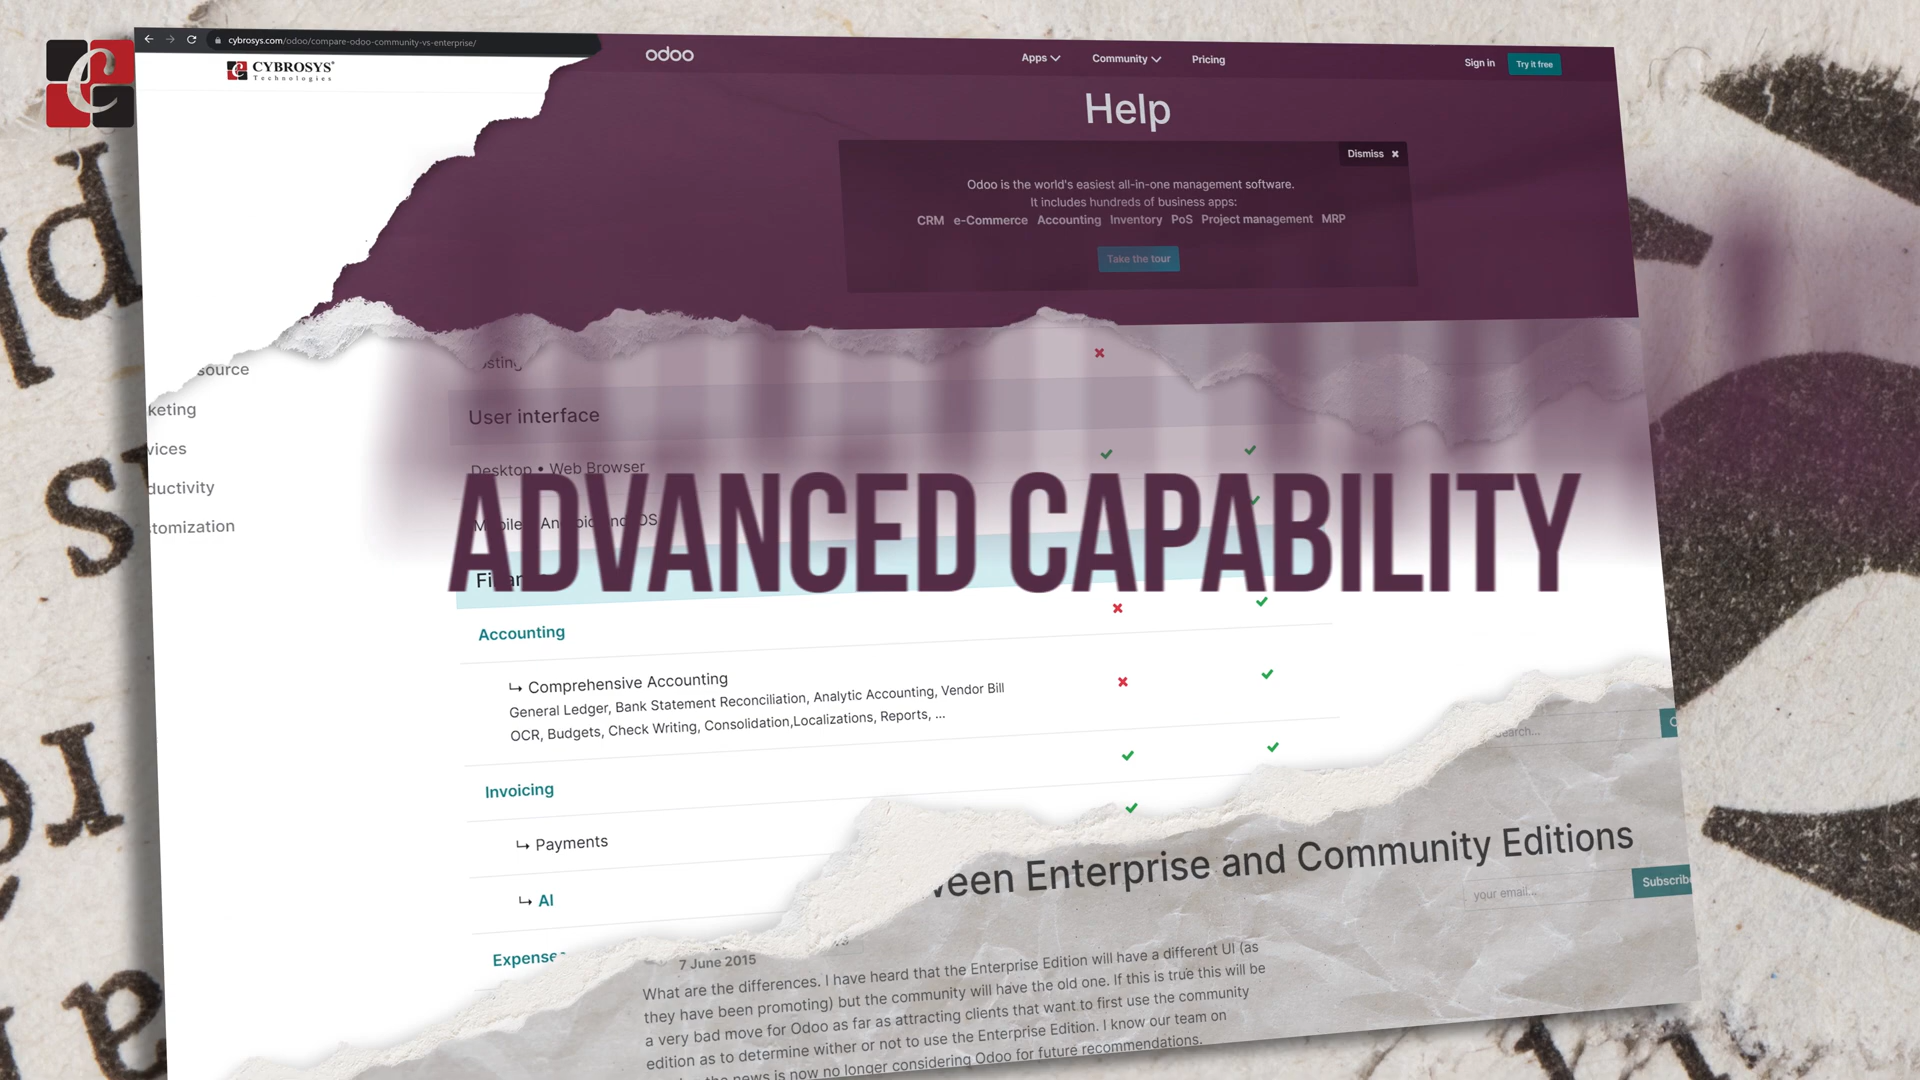 cybrosys.com/odoo/compare-odoo-community-vs-enterprise/
CYBROSYS
Technologies
odoo
Apps
Community
Pricing
Sign in
Try it free
Help
Dismiss ×
Odoo is the world's easiest all-in-one management software.
It includes hundreds of business apps:
CRM e-Commerce Accounting Inventory PoS Project management MRP
Take the tour
User interface
Desktop • Web Browser
ADVANCED CAPABILITY
Accounting
↳ Comprehensive Accounting
General Ledger, Bank Statement Reconciliation, Analytic Accounting, Vendor Bill
OCR, Budgets, Check Writing, Consolidation,Localizations, Reports, ...
Invoicing
↳ Payments
↳ AI
Expense
Enterprise and Community Editions
your email...
Subscrib
7 June 2015
What are the differences. I have heard that the Enterprise Edition will have a different UI (as
they have been promoting) but the community will have the old one. If this is true this will be
a very bad move for Odoo as far as attracting clients that want to first use the community
edition as to determine wither or not to use the Enterprise Edition. I know our team on
news is now no longer considering Odoo for future recommendations.